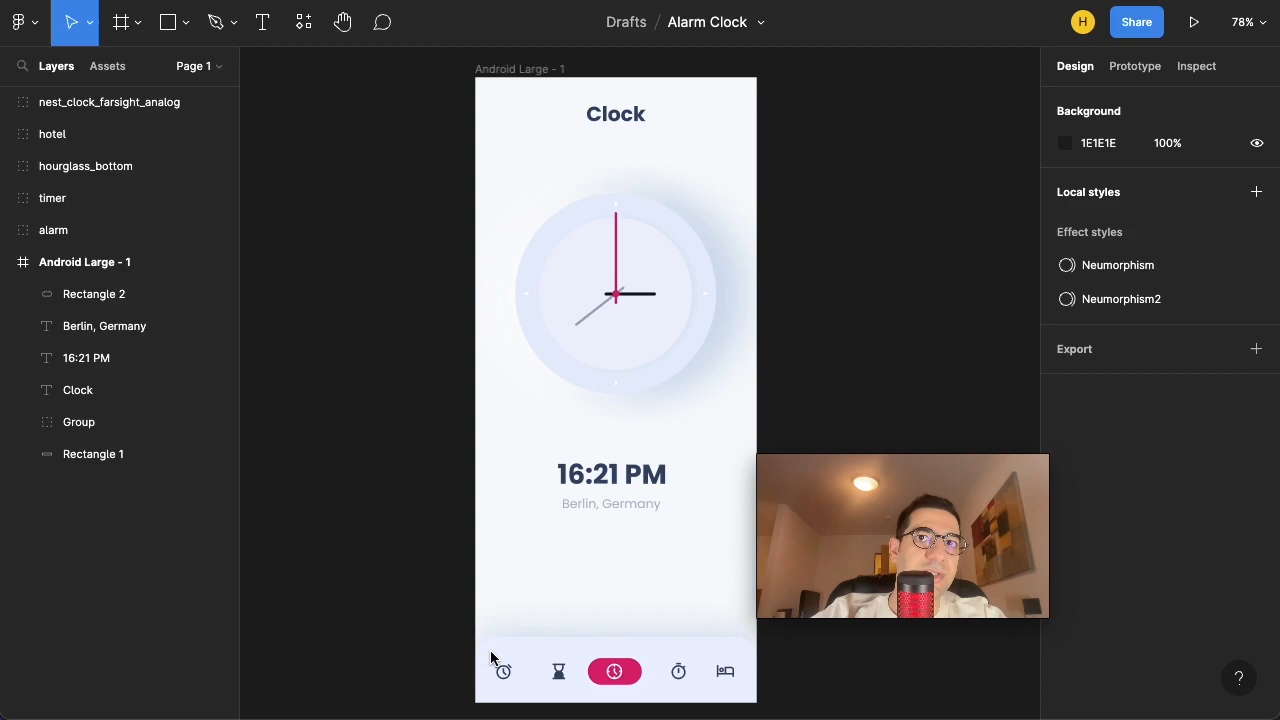 Drafts / Alarm Clock
H
Share
78%
Layers
Assets
Page 1
Design
Prototype
Inspect
nest_clock_farsight_analog
hotel
hourglass_bottom
timer
alarm
Android Large - 1
Rectangle 2
Berlin, Germany
16:21 PM
Clock
Group
Rectangle 1
Android Large - 1
Clock
16:21 PM
Berlin, Germany
Background
1E1E1E 100%
Local styles
Effect styles
Neumorphism
Neumorphism2
Export
?